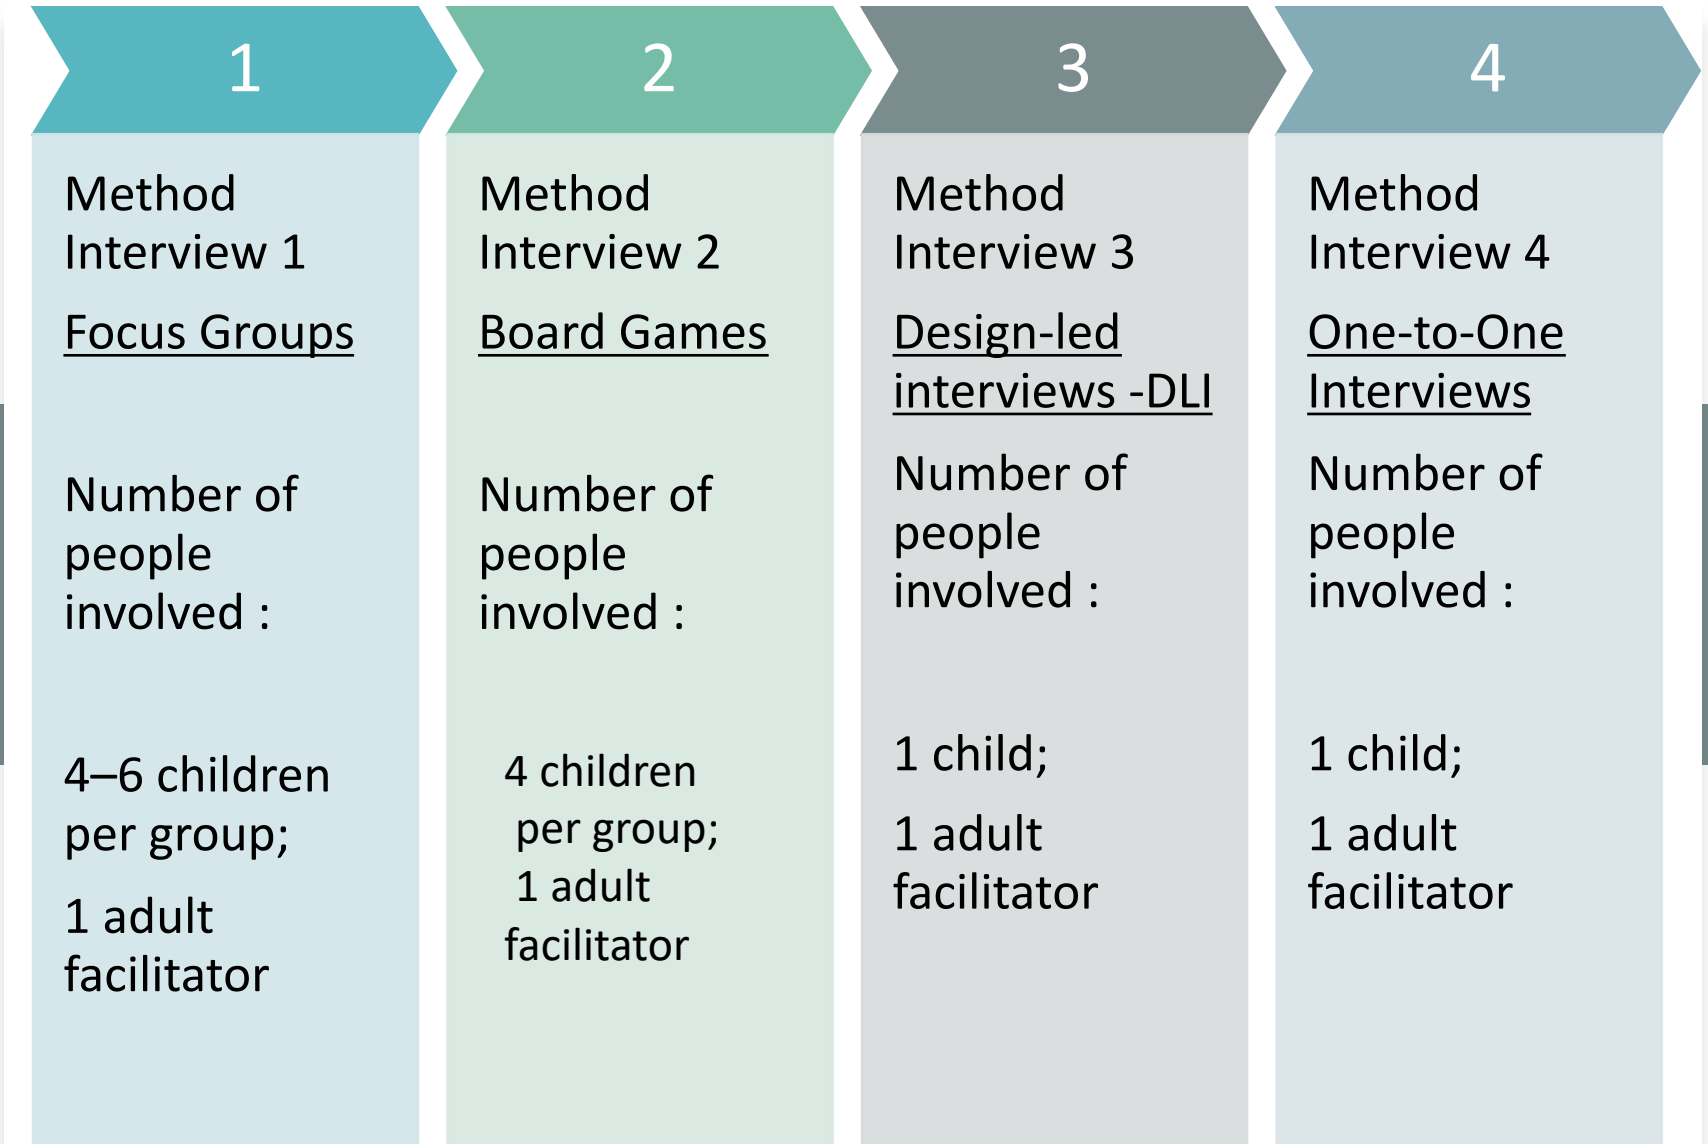 1
Method
Interview 1
Focus Groups
Number of
people
involved :
4–6 children
per group;
1 adult
facilitator
2
Method
Interview 2
Board Games
Number of
people
involved :
4 children
per group;
1 adult
facilitator
3
Method
Interview 3
Design-led
interviews -DLI
Number of
people
involved :
1 child;
1 adult
facilitator
4
Method
Interview 4
One-to-One
Interviews
Number of
people
involved :
1 child;
1 adult
facilitator